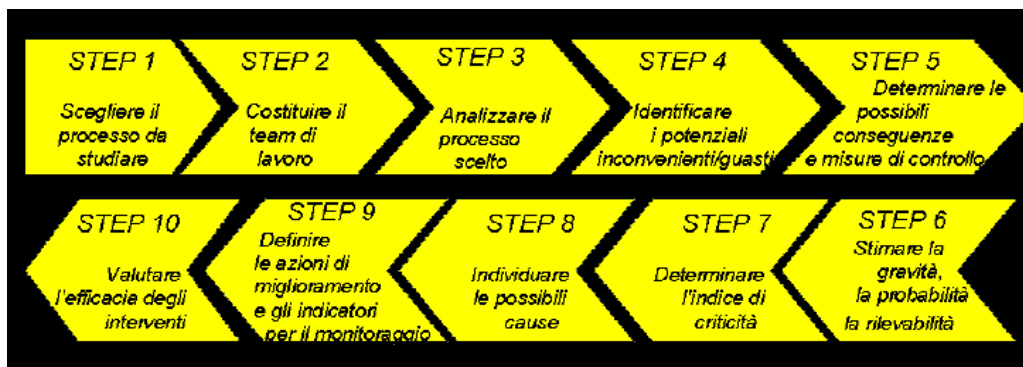 STEP 1
Scegliere il
processo da
studiare
STEP 2
Costituire il
team di
lavoro
STEP 3
Analizzare il
processo
scelto
STEP 4
Identificare
i potenziali
inconvenienti/guasti
STEP 5
Determinare le
possibili
conseguenze
e misure di controllo
STEP 6
Stimare la
gravità,
la probabilità
la rilevabilità
STEP 7
Determinare
l'indice di
criticità
STEP 8
Individuare
le possibili
cause
STEP 9
Definire
le azioni di
miglioramento
e gli indicatori
per il monitoraggio
STEP 10
Valutare
l'efficacia degli
interventi